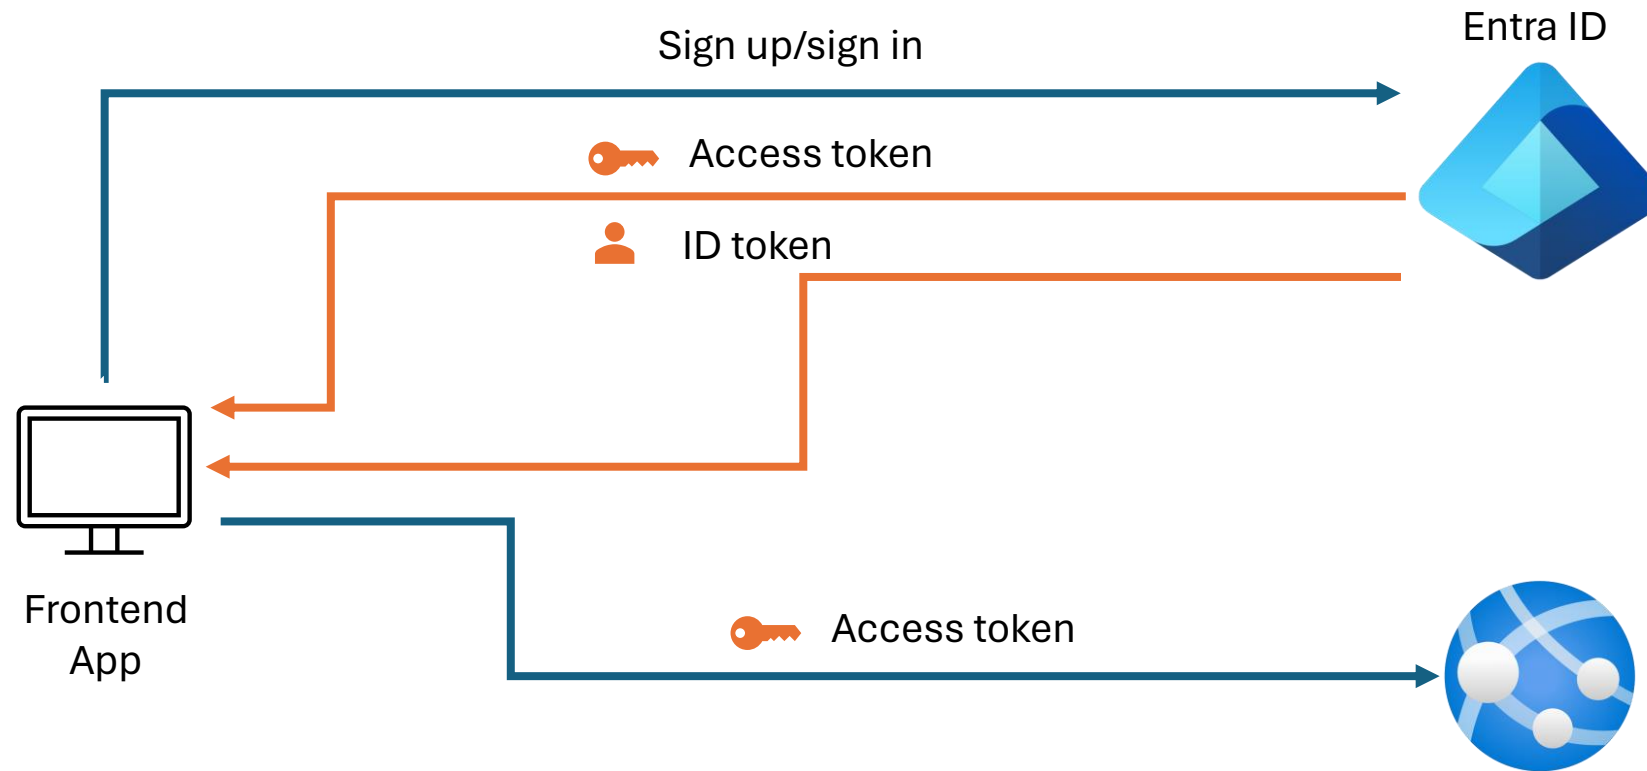 Entra ID
Sign up/sign in
Access token
ID token
Frontend
App
Access token